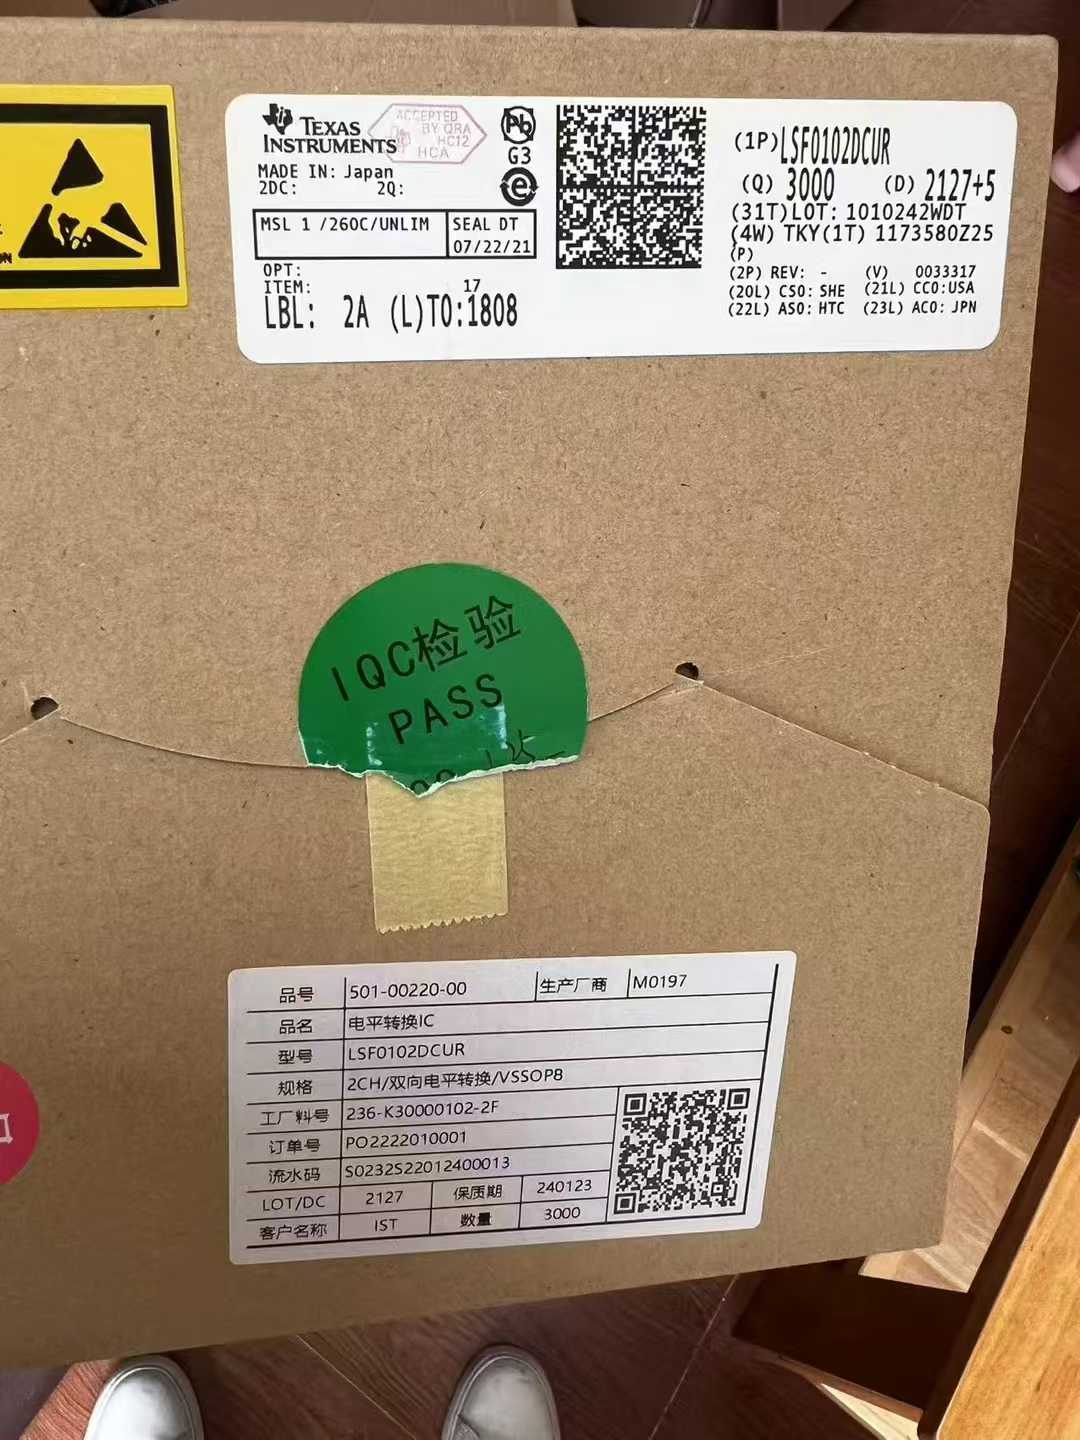 TEXAS
INSTRUMENTS
ACCEPTED
BY QRA
HC12
HCA
MADE IN: Japan
2DC: 2Q:
Pb
G3
e
MSL 1 /260C/UNLIM
SEAL DT
07/22/21
OPT:
ITEM: 17
LBL: 2A (L)TO:1808
(1P)LSF0102DCUR
(Q) 3000 (D) 2127+5
(31T)LOT: 1010242WDT
(4W) TKY(1T) 1173580Z25
(P)
(2P) REV: - (V) 0033317
(20L) CSO: SHE (21L) CCO:USA
(22L) ASO: HTC (23L) ACO: JPN
IQC检验
PASS
品号 501-00220-00 生产厂商 M0197
品名 电平转换IC
型号 LSF0102DCUR
规格 2CH/双向电平转换/VSSOP8
工厂料号 236-K30000102-2F
订单号 PO2222010001
流水码 S0232S22012400013
LOT/DC 2127 保质期 240123
客户名称 IST 数量 3000